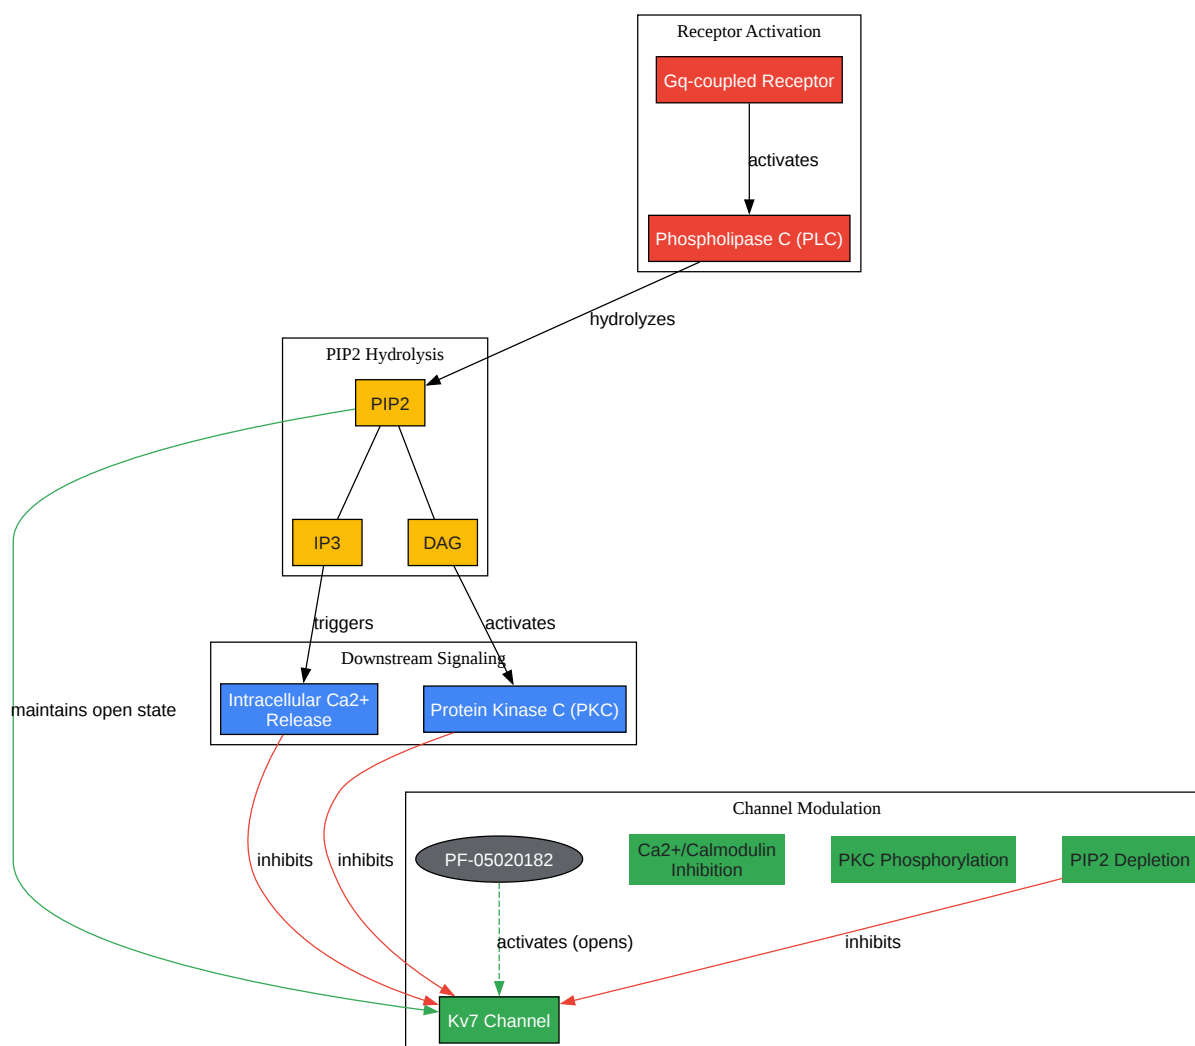 Receptor Activation
Gq-coupled Receptor
activates
Phospholipase C (PLC)
hydrolyzes
PIP2 Hydrolysis
PIP2
IP3
DAG
triggers
activates
Downstream Signaling
Intracellular Ca2+
Release
Protein Kinase C (PKC)
maintains open state
Channel Modulation
PF-05020182
Ca2+/Calmodulin
Inhibition
PKC Phosphorylation
PIP2 Depletion
inhibits
inhibits
activates (opens)
inhibits
Kv7 Channel